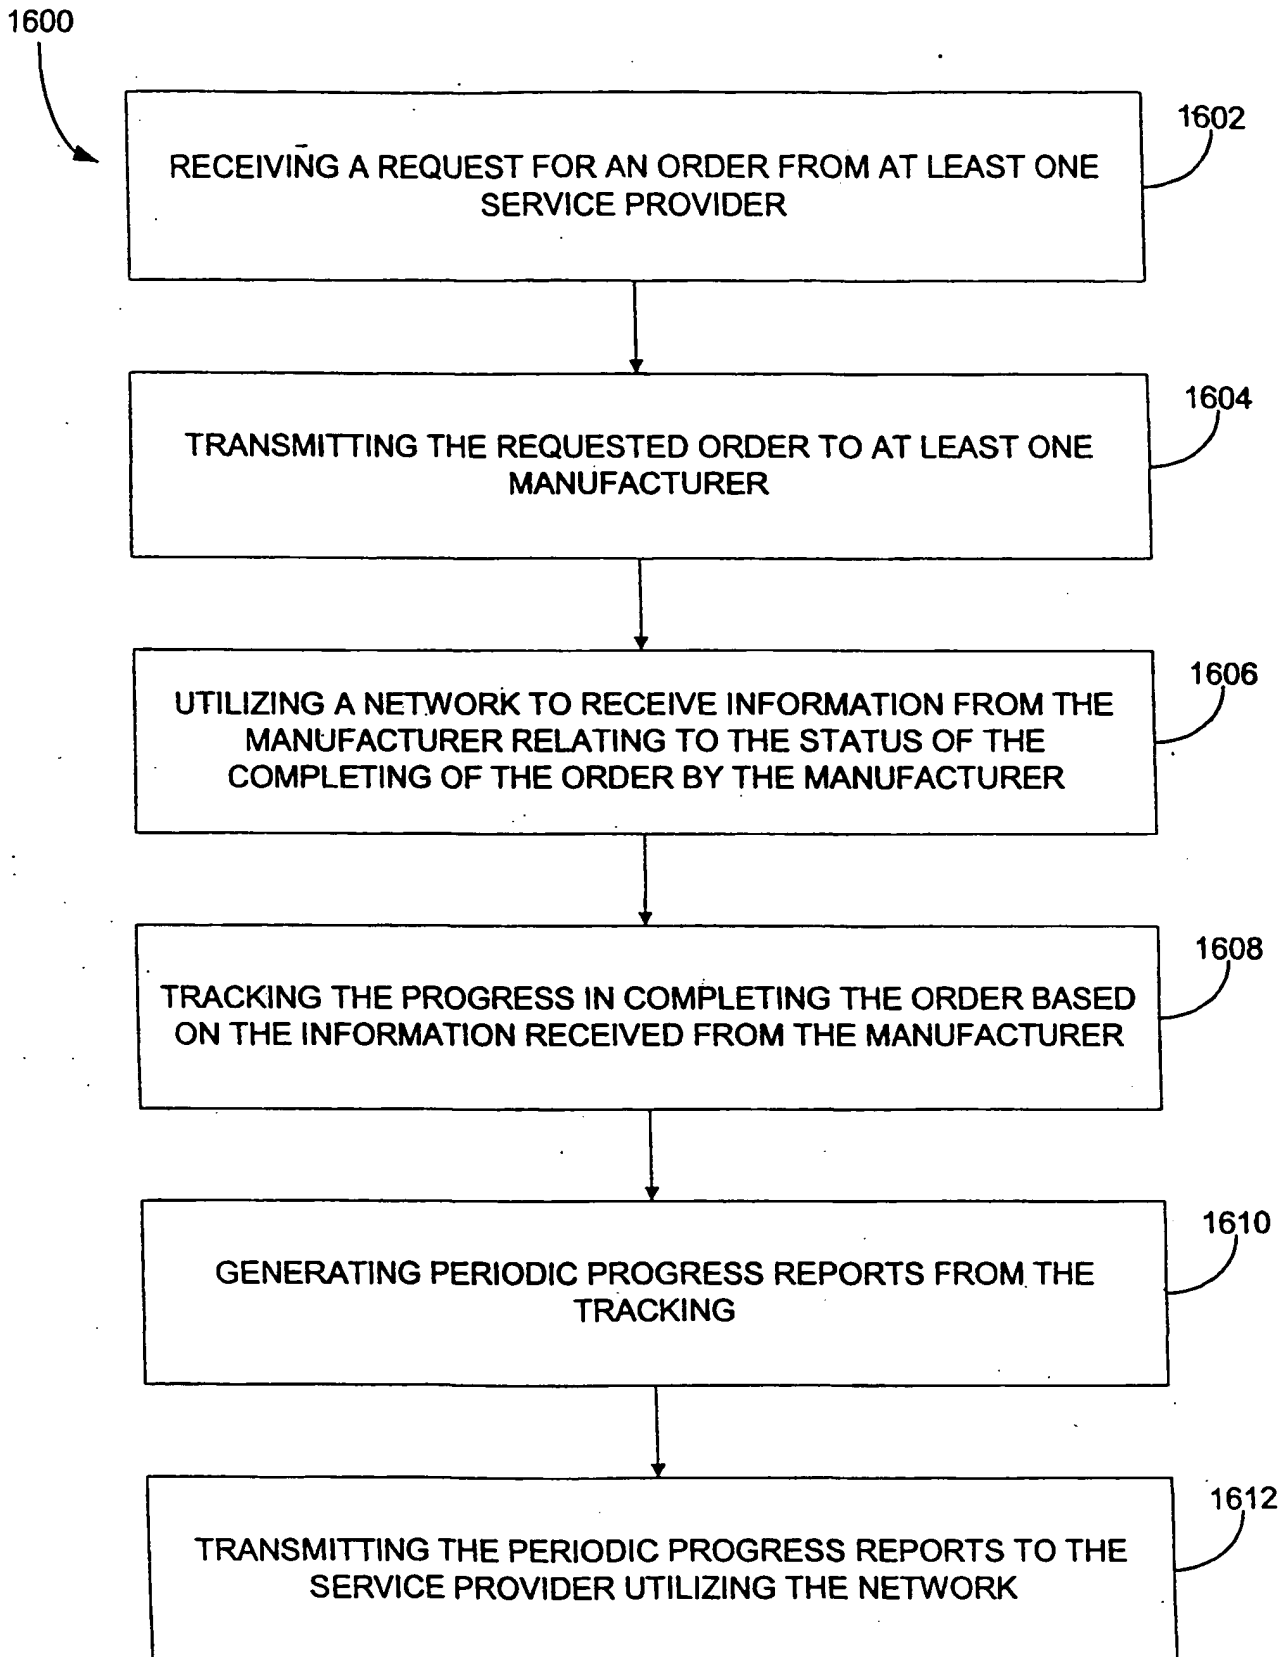 1600
1602
RECEIVING A REQUEST FOR AN ORDER FROM AT LEAST ONE
SERVICE PROVIDER
1604
TRANSMITTING THE REQUESTED ORDER TO AT LEAST ONE
MANUFACTURER
1606
UTILIZING A NETWORK TO RECEIVE INFORMATION FROM THE
MANUFACTURER RELATING TO THE STATUS OF THE
COMPLETING OF THE ORDER BY THE MANUFACTURER
1608
TRACKING THE PROGRESS IN COMPLETING THE ORDER BASED
ON THE INFORMATION RECEIVED FROM THE MANUFACTURER
1610
GENERATING PERIODIC PROGRESS REPORTS FROM THE
TRACKING
1612
TRANSMITTING THE PERIODIC PROGRESS REPORTS TO THE
SERVICE PROVIDER UTILIZING THE NETWORK